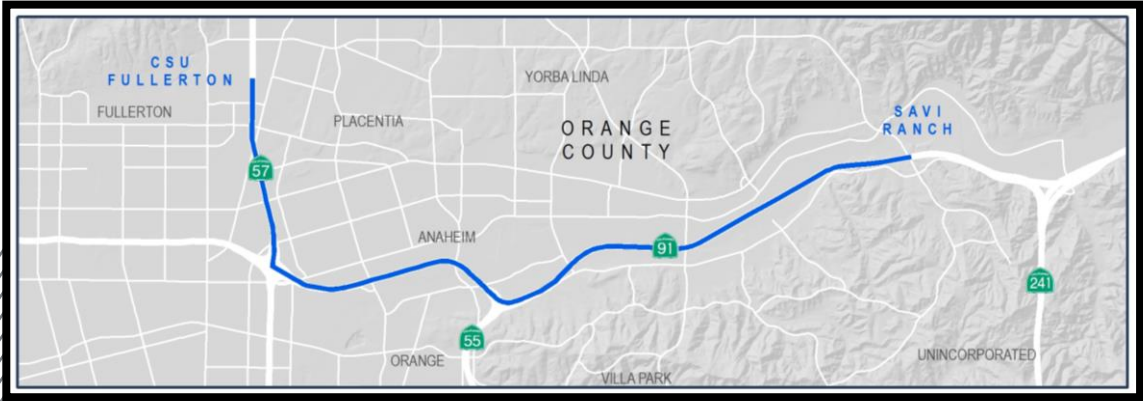 CSU
FULLERTON
YORBA LINDA
FULLERTON
PLACENTIA
ORANGE
COUNTY
SAVI
RANCH
57
ANAHEIM
91
241
55
ORANGE
UNINCORPORATED
VILLA PARK